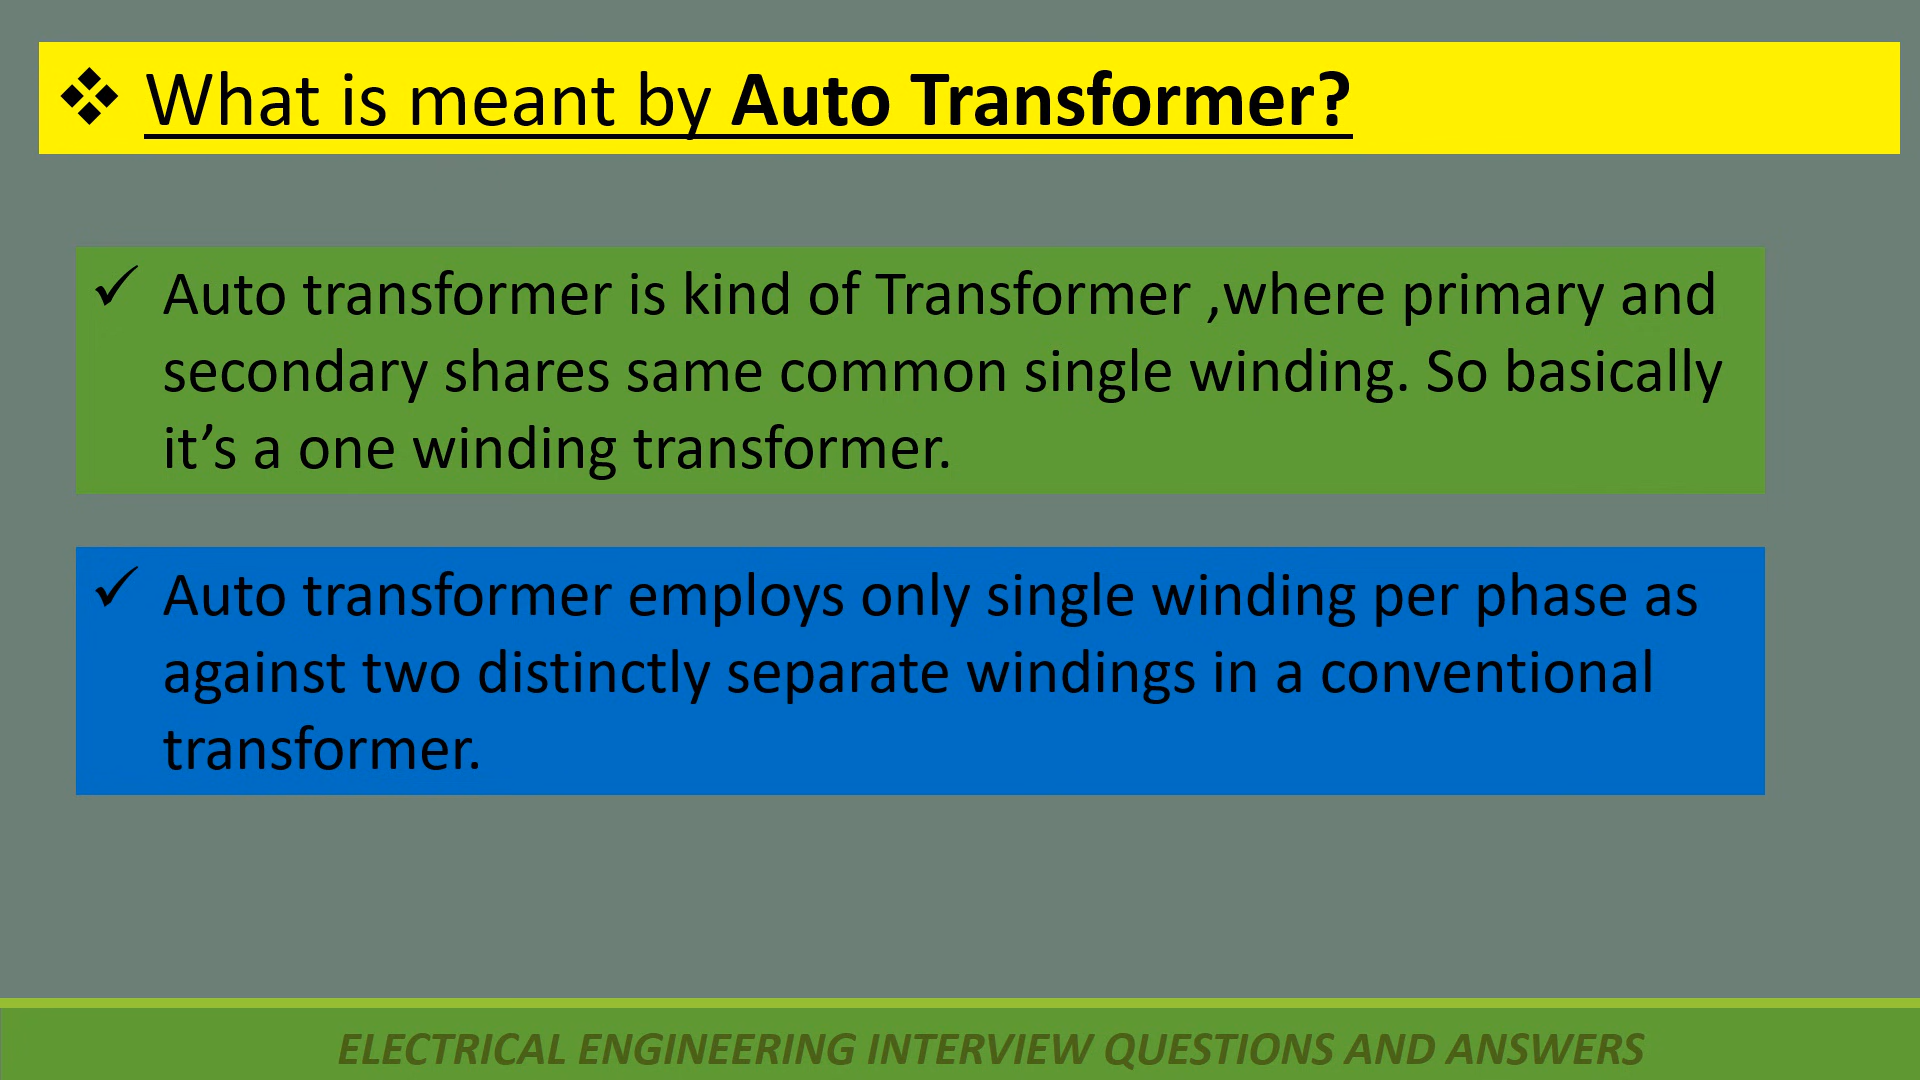 ❖ What is meant by Auto Transformer?
✓ Auto transformer is kind of Transformer ,where primary and
secondary shares same common single winding. So basically
it’s a one winding transformer.
✓ Auto transformer employs only single winding per phase as
against two distinctly separate windings in a conventional
transformer.
ELECTRICAL ENGINEERING INTERVIEW QUESTIONS AND ANSWERS